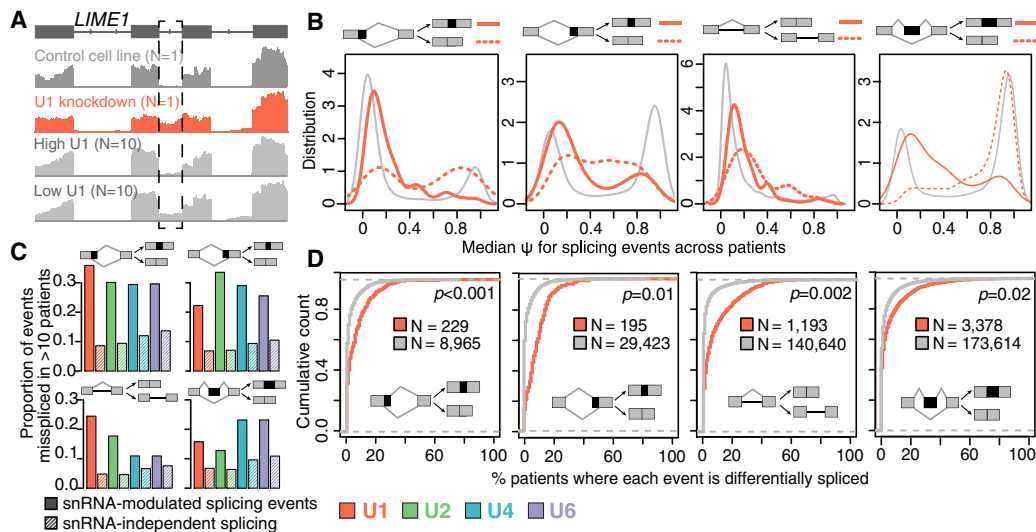 A
LIME1
Control cell line (N=1)
U1 knockdown (N=1)
High U1 (N=10)
Low U1 (N=10)
B
Distribution
0 1 2 3 4
0 1 2 3
0 2 4 6
0 1 2 3
0 0.4 0.8
0 0.4 0.8
0 0.4 0.8
0 0.4 0.8
Median ψ for splicing events across patients
C
Proportion of events
misspliced in >10 patients
0.0 0.1 0.2 0.3
0.0 0.1 0.2 0.3
snRNA-modulated splicing events
snRNA-independent splicing
D
Cumulative count
0.0 0.4 0.8
p<0.001
N = 229
N = 8,965
p=0.01
N = 195
N = 29,423
p=0.002
N = 1,193
N = 140,640
p=0.02
N = 3,378
N = 173,614
0 20 60 100
0 20 60 100
0 20 60 100
0 20 60 100
% patients where each event is differentially spliced
U1 U2 U4 U6